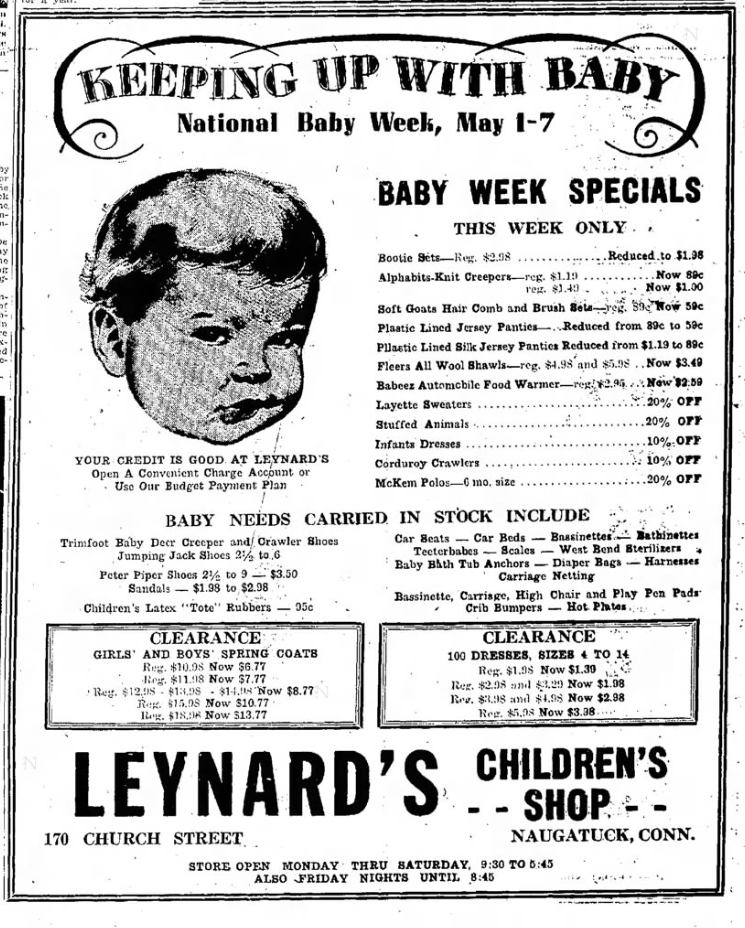 KEEPING UP WITH BABY
National Baby Week, May 1-7
BABY WEEK SPECIALS
THIS WEEK ONLY
Bootie Sets—Reg. $2.98 ................Reduced to $1.98
Alphabits-Knit Creepers—reg. $1.19 ...........Now 89c
reg. $1.49 . . . . Now $1.00
Soft Goats Hair Comb and Brush Sets—reg. 89c Now 59c
Plastic Lined Jersey Panties—...Reduced from 89c to 59c
Pllastic Lined Silk Jersey Panties Reduced from $1.19 to 89c
Fleers All Wool Shawls—reg. $4.98 and $5.98 ..Now $3.49
Babeez Automobile Food Warmer—reg. $2.95...Now $2.59
Layette Sweaters .........................20% OFF
Stuffed Animals .........................20% OFF
Infants Dresses ..........................10% OFF
Corduroy Crawlers .......................10% OFF
McKem Polos—6 mo. size ...................20% OFF
YOUR CREDIT IS GOOD AT LEYNARD'S
Open A Convenient Charge Account or
Use Our Budget Payment Plan
BABY NEEDS CARRIED IN STOCK INCLUDE
Trimfoot Baby Deer Creeper and Crawler Shoes
Jumping Jack Shoes 2½ to 6
Peter Piper Shoes 2½ to 9 — $3.50
Sandals — $1.98 to $2.98
Children's Latex "Tote" Rubbers — 95c
Car Seats — Car Beds — Bassinettes — Bathinettes
Teeterbabes — Scales — West Bend Sterilizers
Baby Bath Tub Anchors — Diaper Bags — Harnesses
Carriage Netting
Bassinette, Carriage, High Chair and Play Pen Pads
Crib Bumpers — Hot Plates
CLEARANCE
GIRLS' AND BOYS' SPRING COATS
Reg. $10.98 Now $6.77
Reg. $11.98 Now $7.77
Reg. $12.98 - $13.98 - $14.98 Now $8.77
Reg. $15.98 Now $10.77
Reg. $18.98 Now $13.77
CLEARANCE
100 DRESSES, SIZES 4 TO 14
Reg. $1.98 Now $1.39
Reg. $2.98 and $3.29 Now $1.98
Reg. $3.98 and $4.98 Now $2.98
Reg. $5.98 Now $3.98
LEYNARD'S CHILDREN'S
- - SHOP - -
170 CHURCH STREET
NAUGATUCK, CONN.
STORE OPEN MONDAY THRU SATURDAY, 9:30 TO 5:45
ALSO FRIDAY NIGHTS UNTIL 8:45